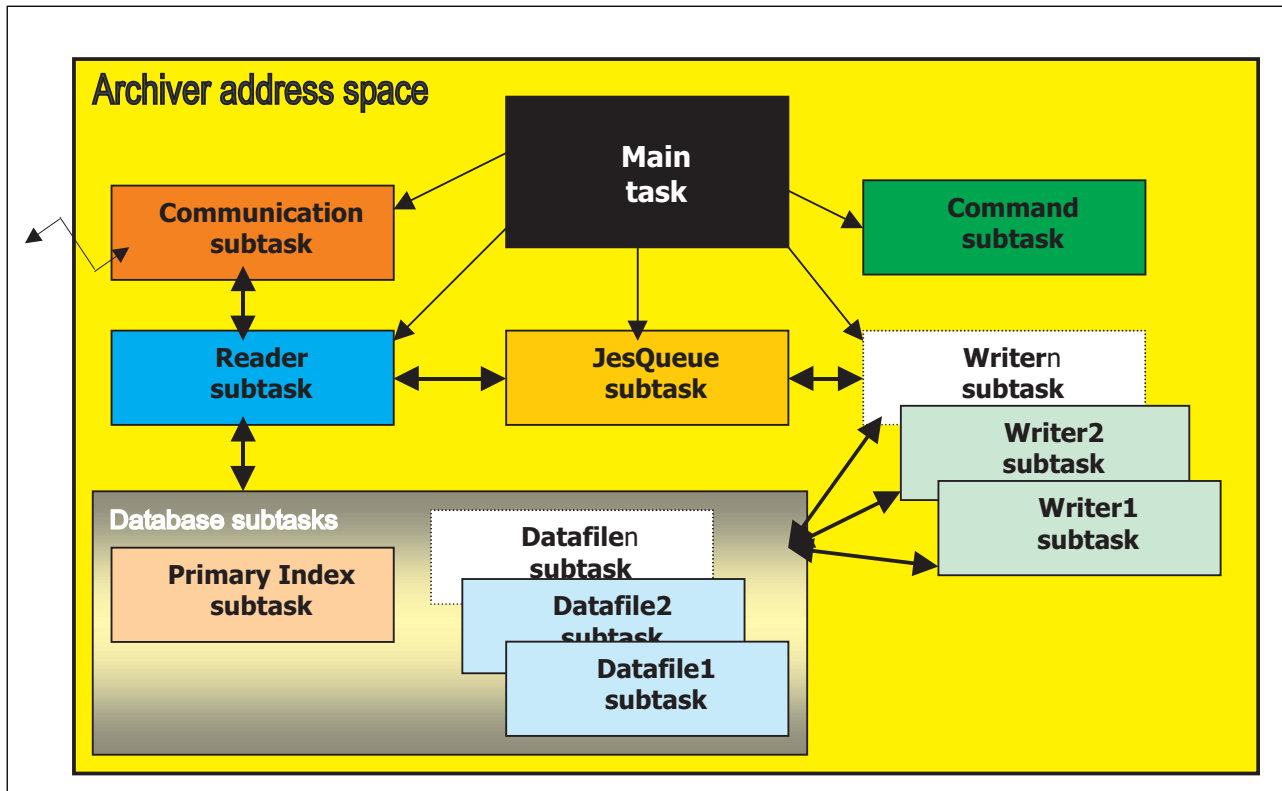 Archiver address space
Main
task
Communication
subtask
Command
subtask
Reader
subtask
JesQueue
subtask
Writern
subtask
Writer2
subtask
Writer1
subtask
Database subtasks
Primary Index
subtask
Datafilen
subtask
Datafile2
subtask
Datafile1
subtask